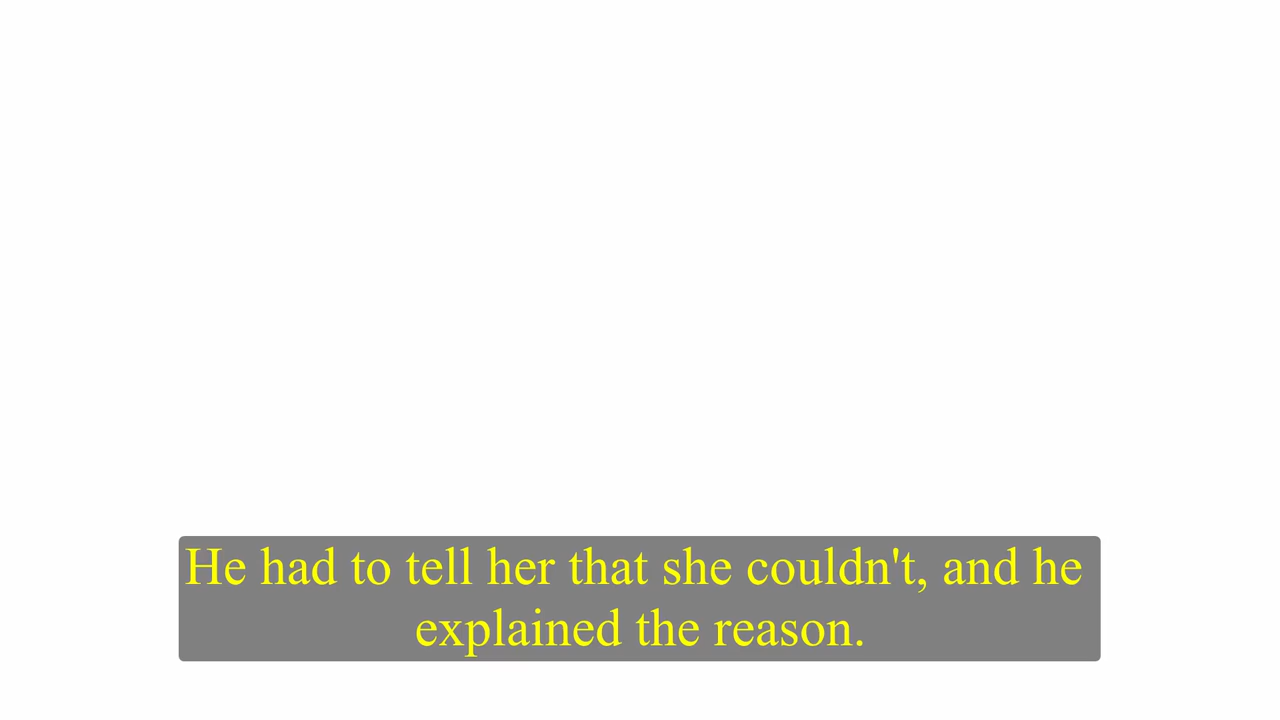 He had to tell her that she couldn't, and he
explained the reason.